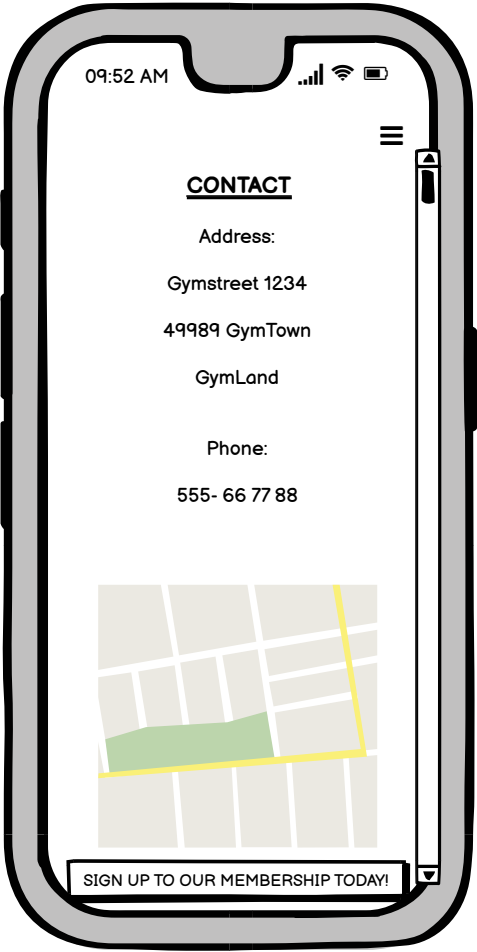 09:52 AM
CONTACT
Address:
Gymstreet 1234
49989 GymTown
GymLand
Phone:
555- 66 77 88
SIGN UP TO OUR MEMBERSHIP TODAY!